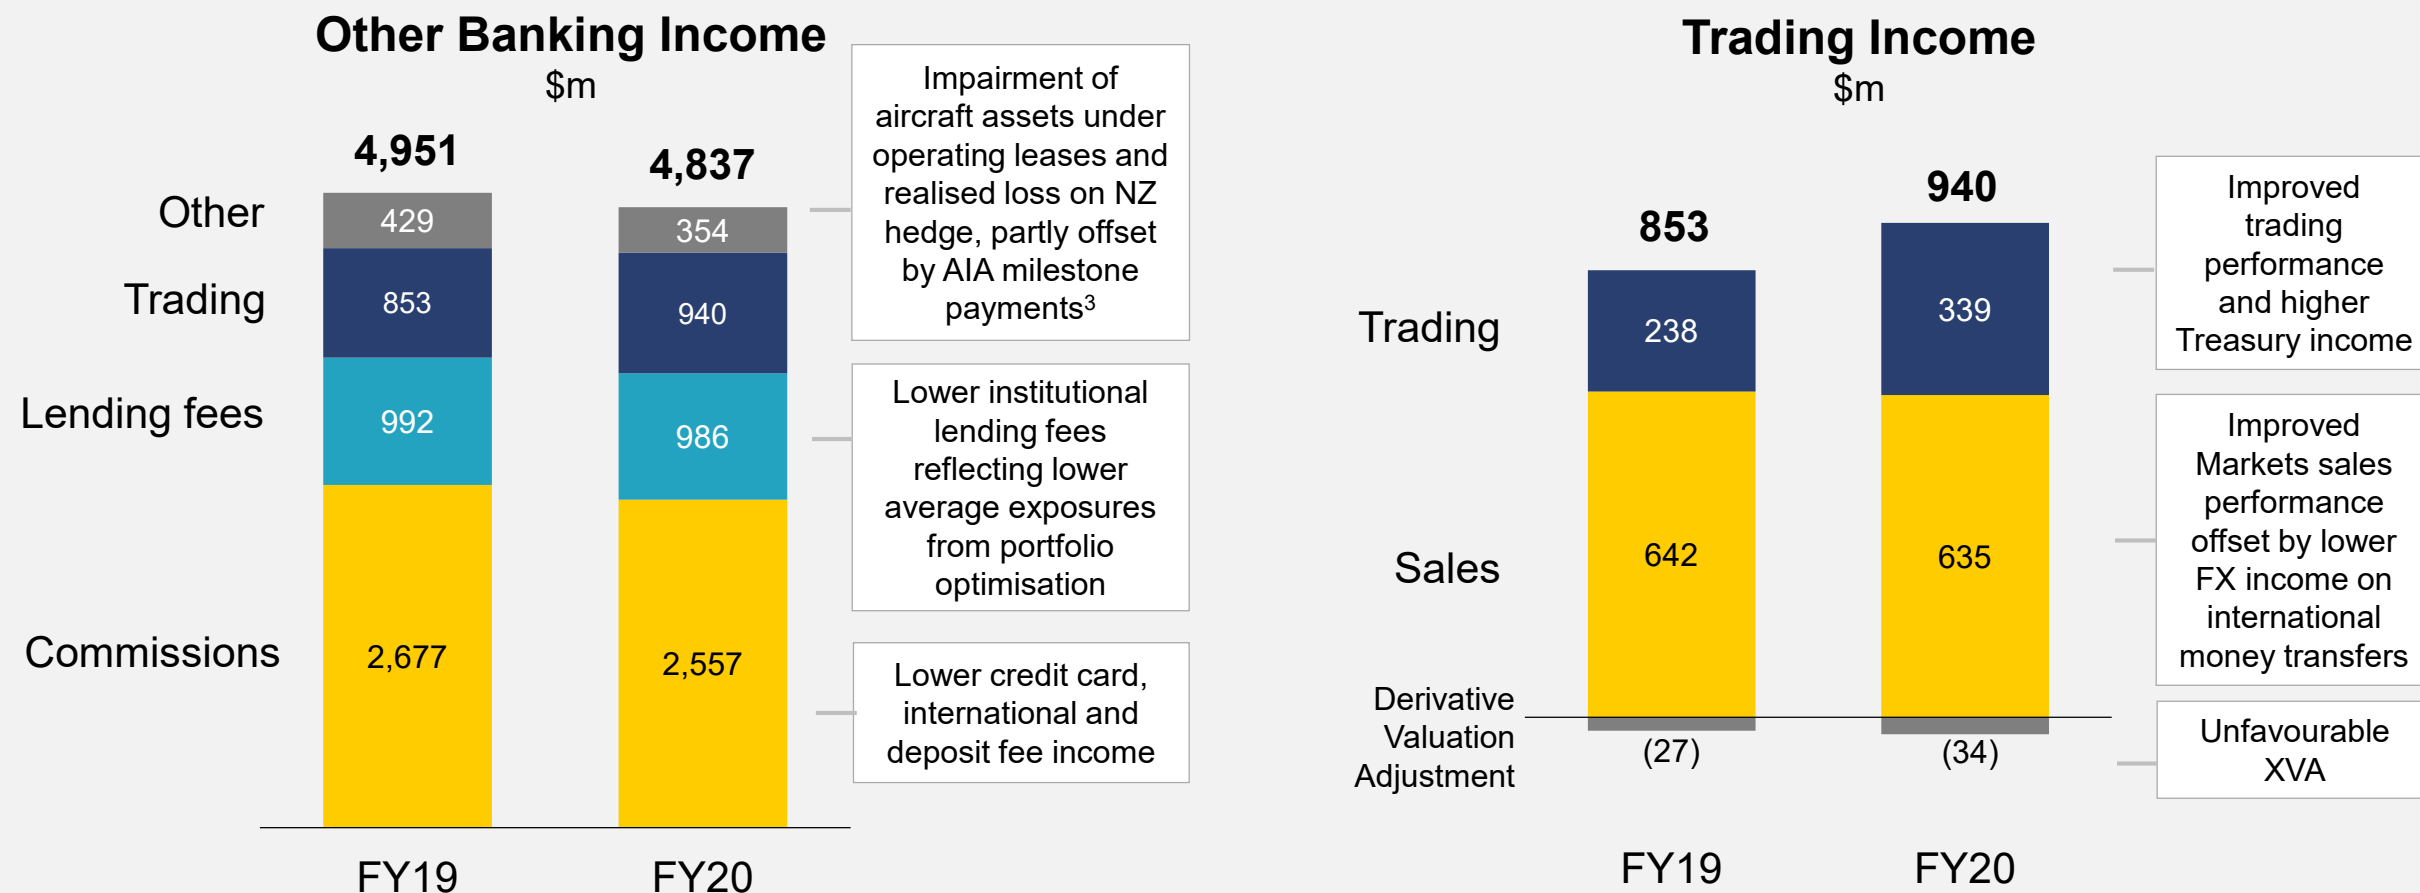 Other Banking Income
$m
4,951
4,837
Other
429
354
Trading
853
940
Lending fees
992
986
Commissions
2,677
2,557
FY19
FY20
Impairment of
aircraft assets under
operating leases and
realised loss on NZ
hedge, partly offset
by AIA milestone
payments³
Lower institutional
lending fees
reflecting lower
average exposures
from portfolio
optimisation
Lower credit card,
international and
deposit fee income
Trading Income
$m
853
940
Trading
238
339
Sales
642
635
Derivative
Valuation
Adjustment
(27)
(34)
FY19
FY20
Improved
trading
performance
and higher
Treasury income
Improved
Markets sales
performance
offset by lower
FX income on
international
money transfers
Unfavourable
XVA